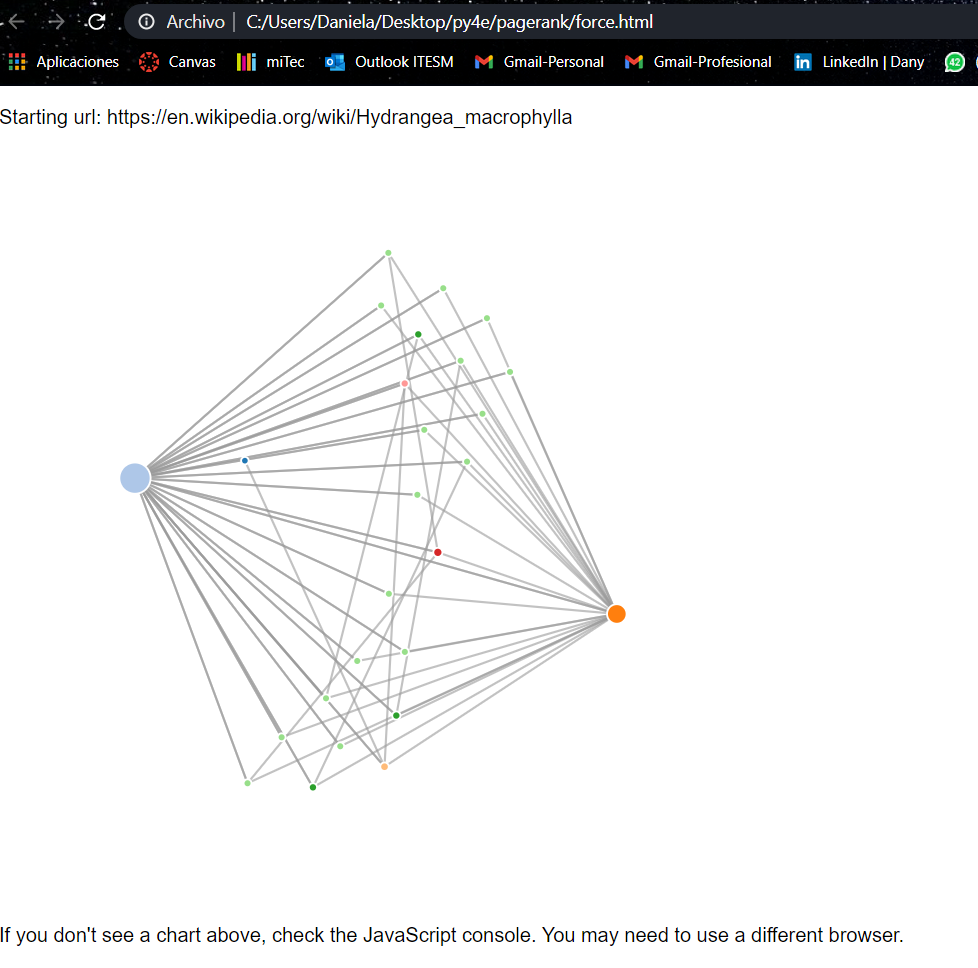 Archivo | C:/Users/Daniela/Desktop/py4e/pagerank/force.html
Aplicaciones Canvas miTec Outlook ITESM Gmail-Personal Gmail-Profesional in LinkedIn | Dany 42
Starting url: https://en.wikipedia.org/wiki/Hydrangea_macrophylla
If you don't see a chart above, check the JavaScript console. You may need to use a different browser.